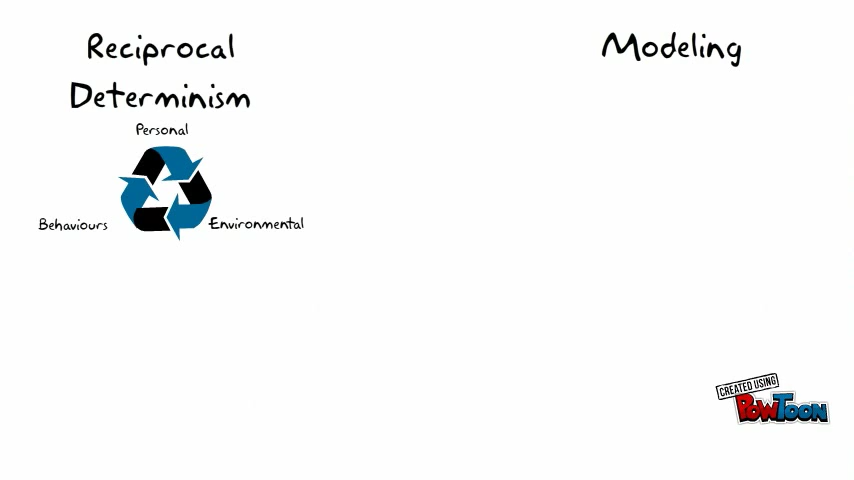 Reciprocal
Determinism
Personal
Behaviours
Environmental
Modeling
CREATED USING
POWTOON